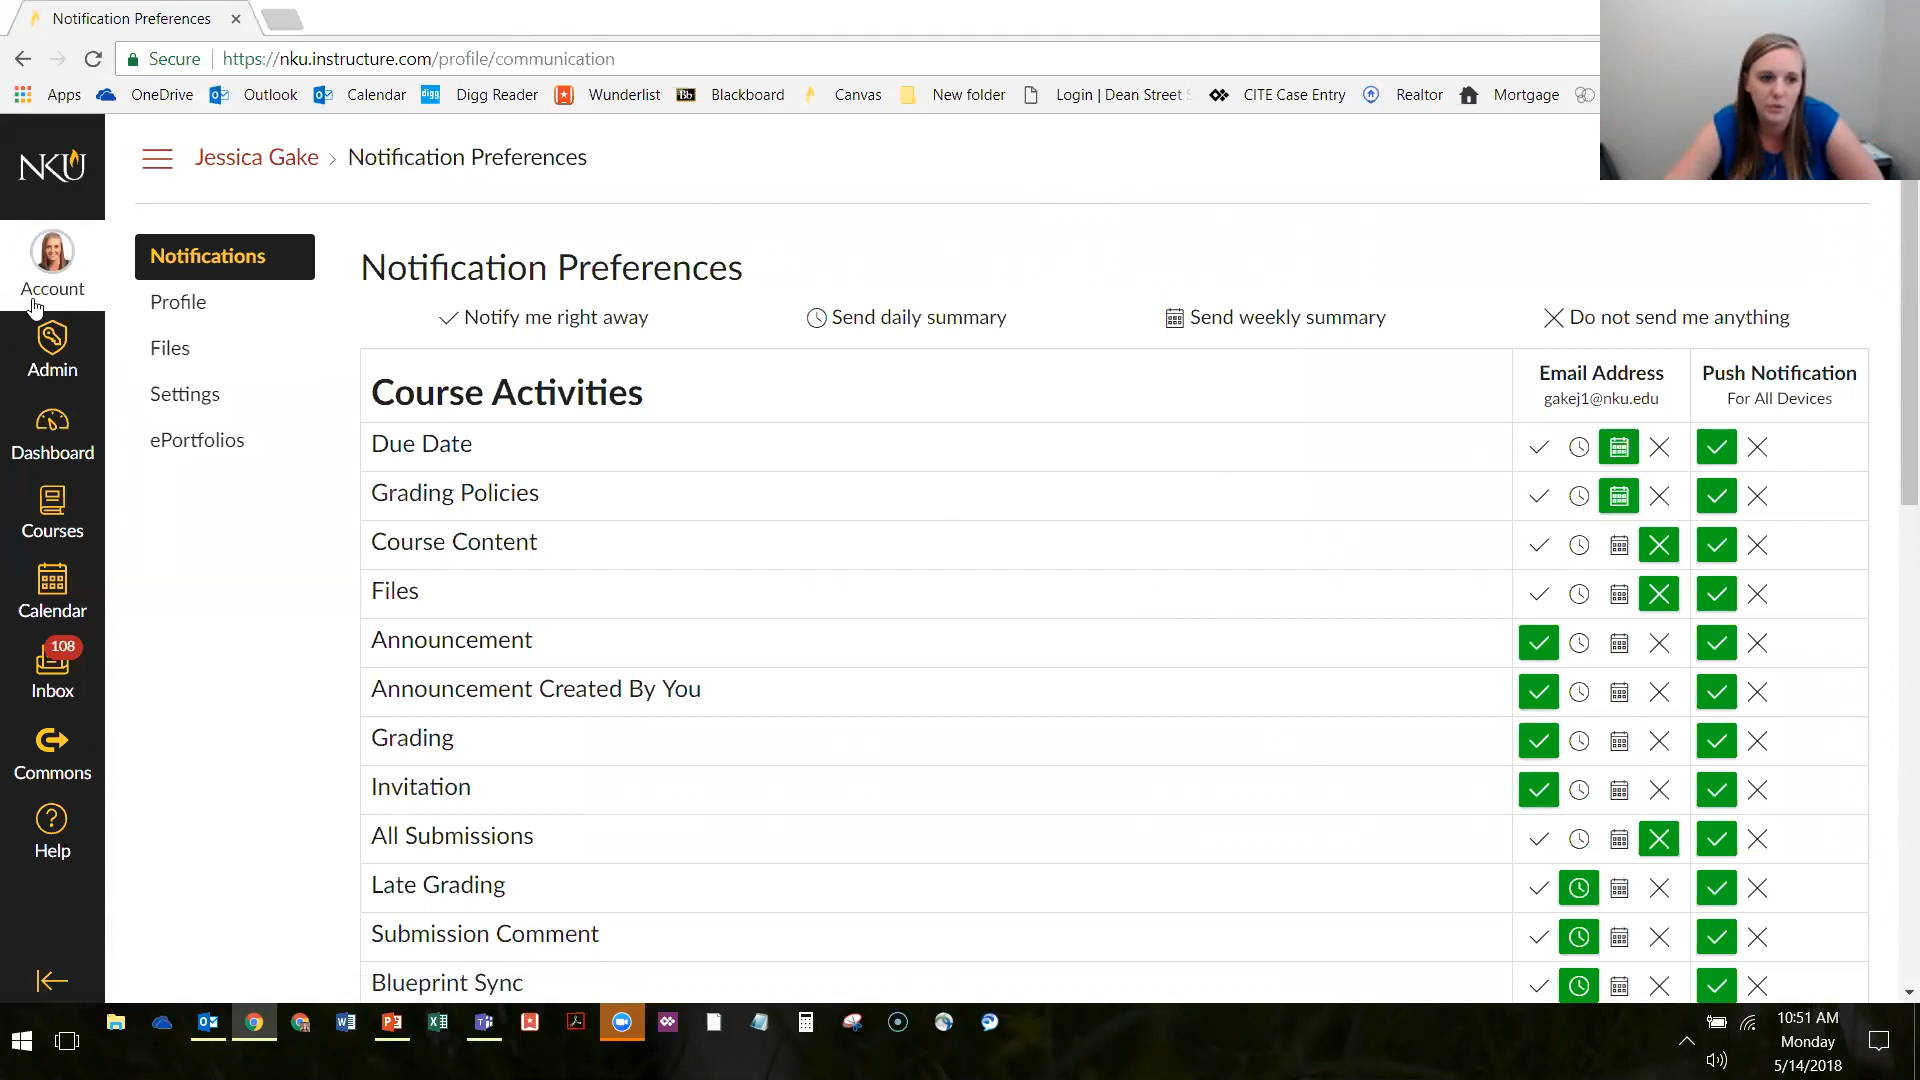 Notification Preferences
Secure https://nku.instructure.com/profile/communication
Apps OneDrive Outlook Calendar digg Digg Reader Wunderlist Bb Blackboard Canvas New folder Login | Dean Street S CITE Case Entry Realtor Mortgage
NKU
Jessica Gake › Notification Preferences
Account
Admin
Dashboard
Courses
Calendar
108
Inbox
Commons
Help
Notifications
Profile
Files
Settings
ePortfolios
Notification Preferences
Notify me right away Send daily summary Send weekly summary Do not send me anything
Course Activities
Email Address
gakej1@nku.edu
Push Notification
For All Devices
Due Date
Grading Policies
Course Content
Files
Announcement
Announcement Created By You
Grading
Invitation
All Submissions
Late Grading
Submission Comment
Blueprint Sync
10:51 AM
Monday
5/14/2018